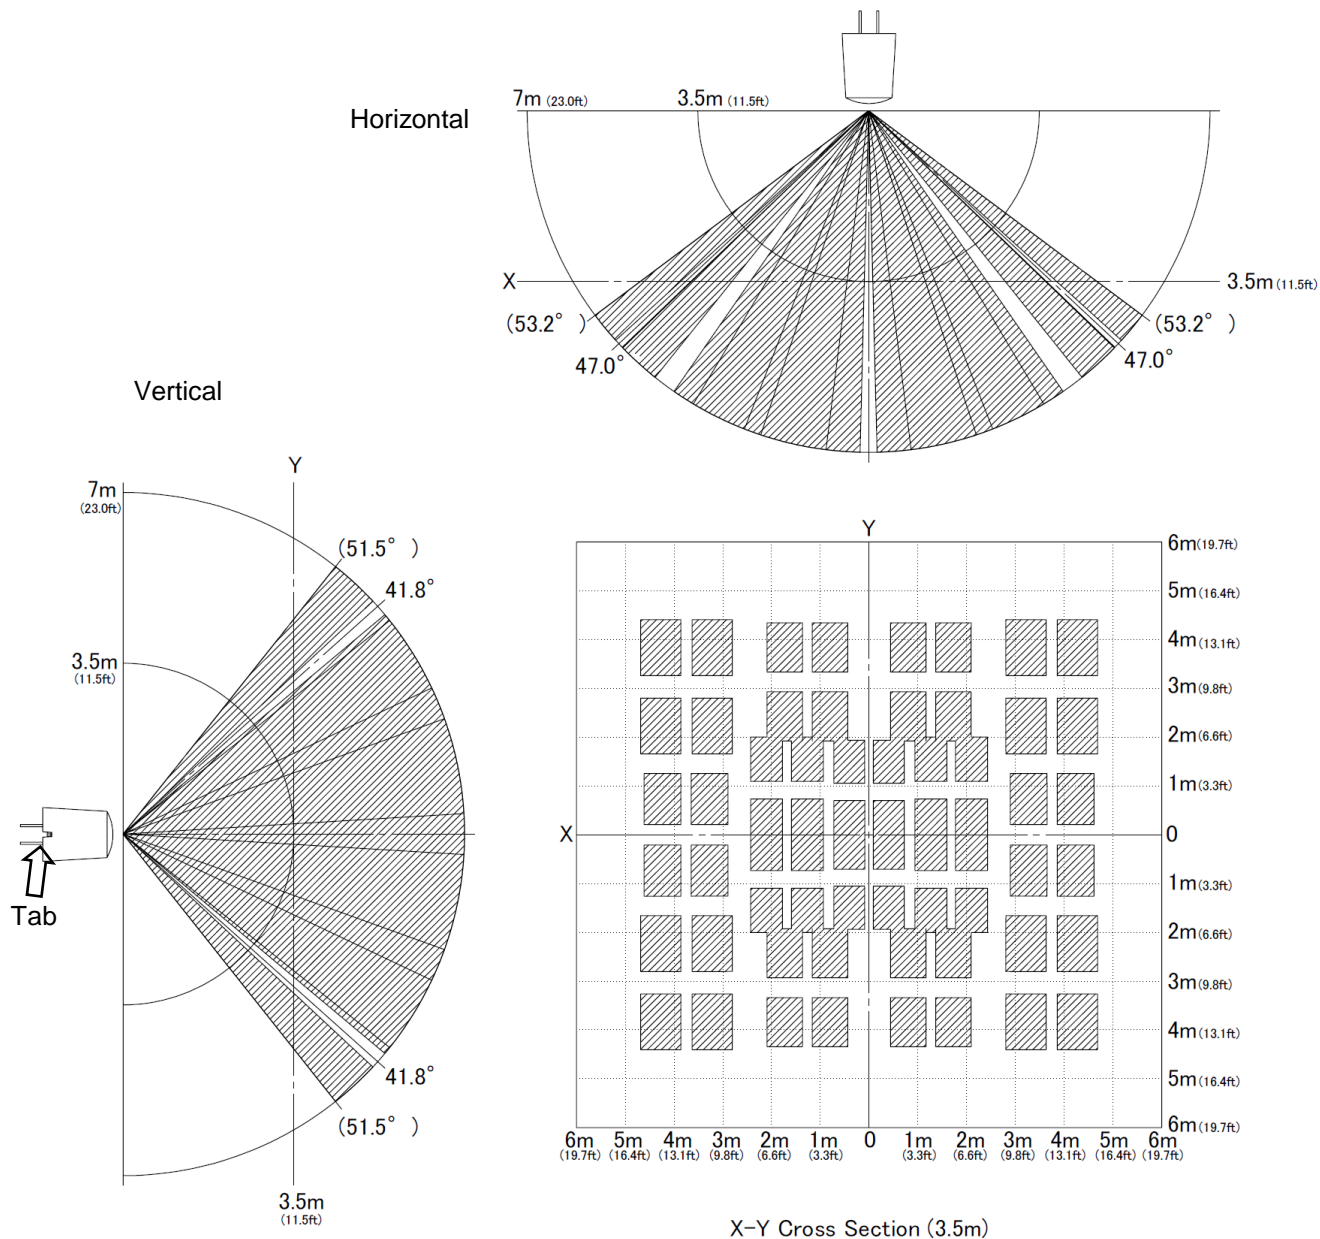 Horizontal
7m (23.0ft)
3.5m (11.5ft)
X
3.5m (11.5ft)
(53.2° )
(53.2° )
47.0°
47.0°
Vertical
Y
7m
(23.0ft)
(51.5° )
41.8°
3.5m
(11.5ft)
Tab
41.8°
(51.5° )
3.5m
(11.5ft)
Y
6m(19.7ft)
5m(16.4ft)
4m(13.1ft)
3m(9.8ft)
2m(6.6ft)
1m(3.3ft)
X
0
1m(3.3ft)
2m(6.6ft)
3m(9.8ft)
4m(13.1ft)
5m(16.4ft)
6m(19.7ft)
6m 5m 4m 3m 2m 1m 0 1m 2m 3m 4m 5m 6m
(19.7ft) (16.4ft) (13.1ft) (9.8ft) (6.6ft) (3.3ft) (3.3ft) (6.6ft) (9.8ft) (13.1ft) (16.4ft) (19.7ft)
X-Y Cross Section (3.5m)